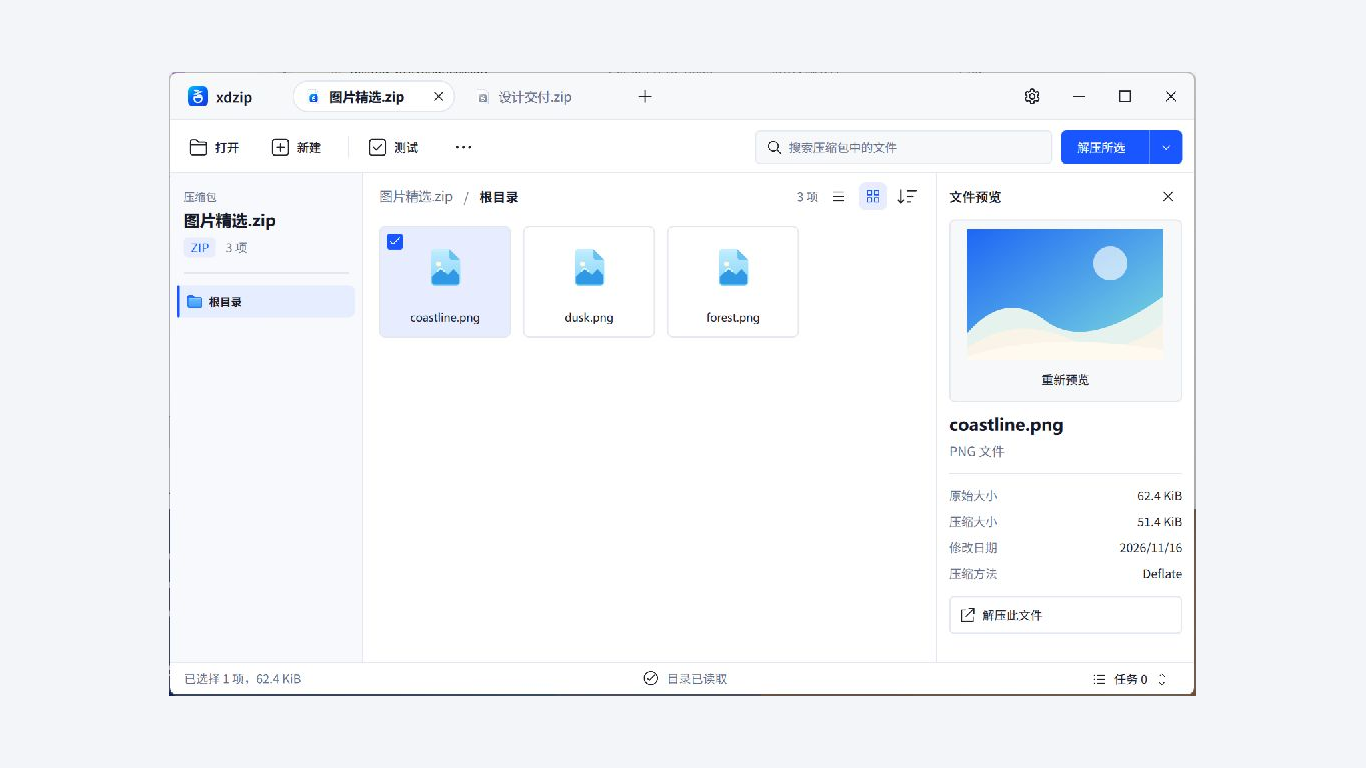 xdzip
图片精选.zip
设计交付.zip
打开
新建
测试
搜索压缩包中的文件
解压所选
压缩包
图片精选.zip
ZIP 3 项
根目录
图片精选.zip / 根目录
3 项
coastline.png
dusk.png
forest.png
文件预览
重新预览
coastline.png
PNG 文件
原始大小 62.4 KiB
压缩大小 51.4 KiB
修改日期 2026/11/16
压缩方法 Deflate
解压此文件
已选择 1 项，62.4 KiB
目录已读取
任务 0